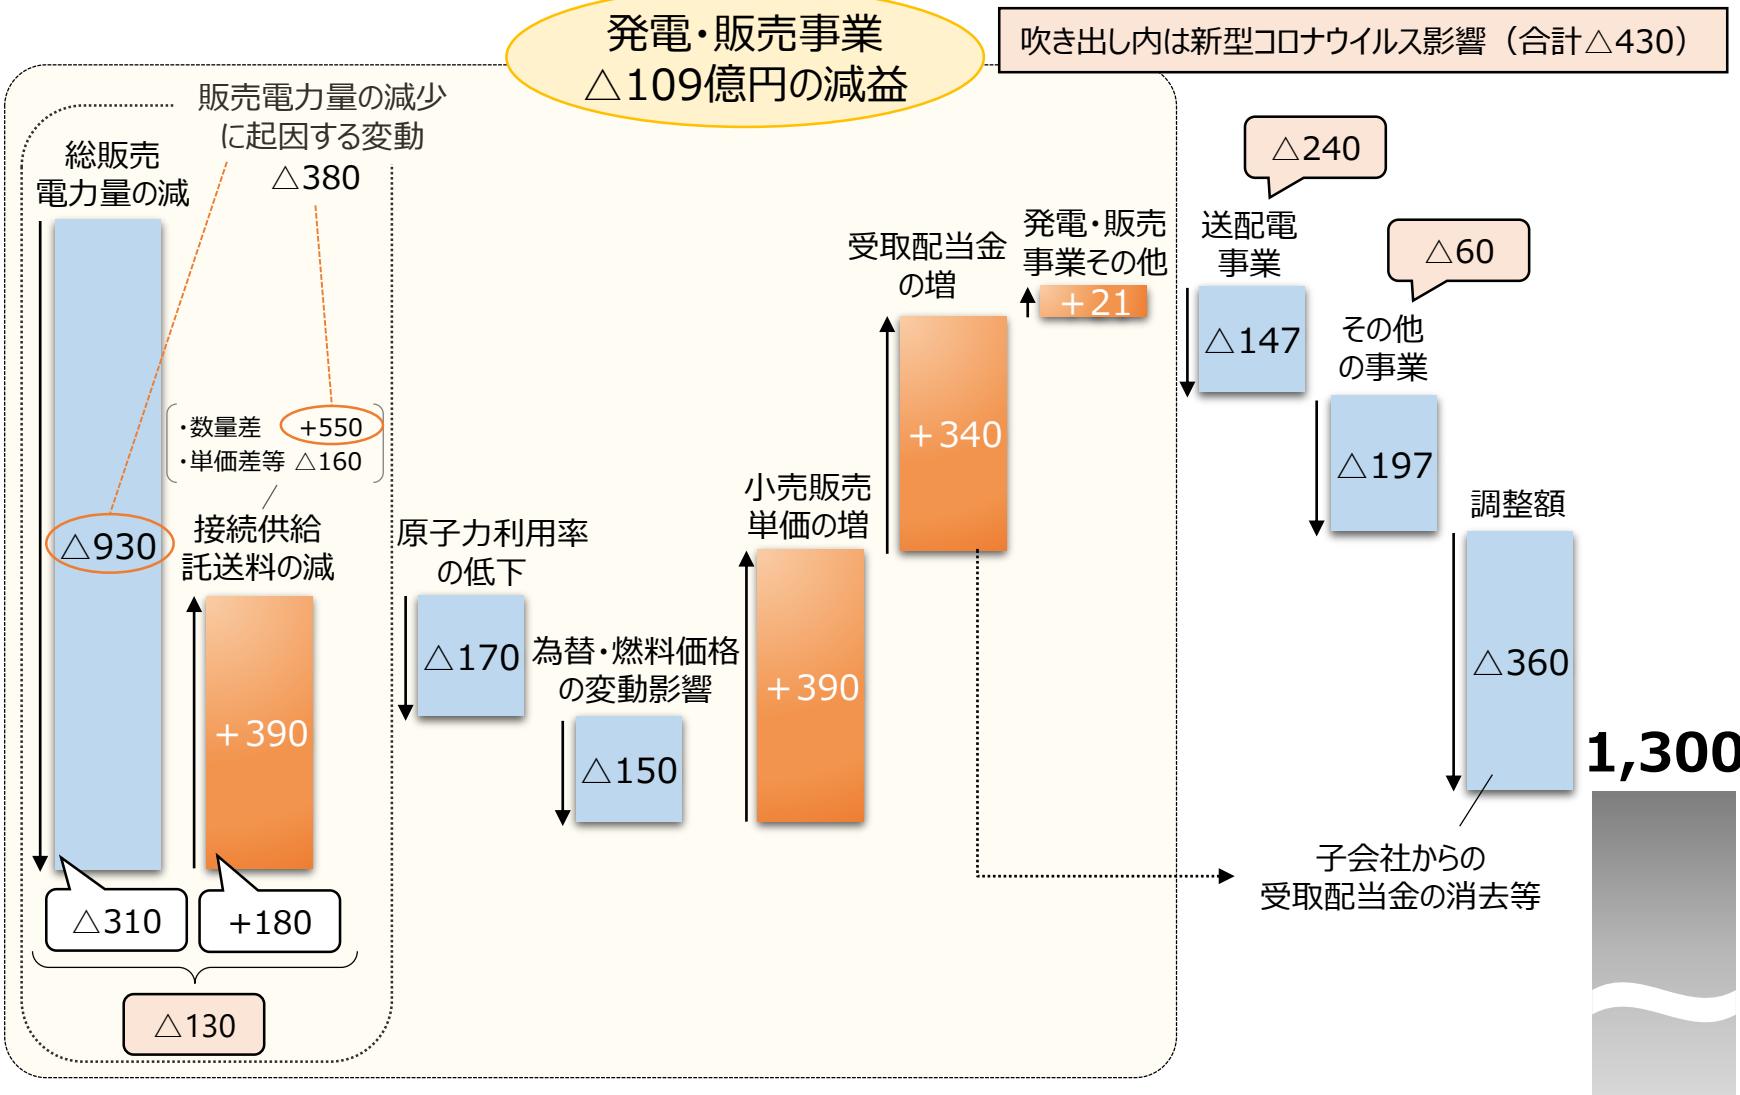 発電・販売事業
△109億円の減益
吹き出し内は新型コロナウイルス影響（合計△430）
販売電力量の減少
に起因する変動
△380
総販売
電力量の減
△930
・数量差 +550
・単価差等 △160
接続供給
託送料の減
+390
△310
+180
△130
原子力利用率
の低下
△170
為替・燃料価格
の変動影響
△150
小売販売
単価の増
+390
受取配当金
の増
+340
発電・販売
事業その他
+21
△240
送配電
事業
△147
△60
その他
の事業
△197
調整額
△360
子会社からの
受取配当金の消去等
1,300